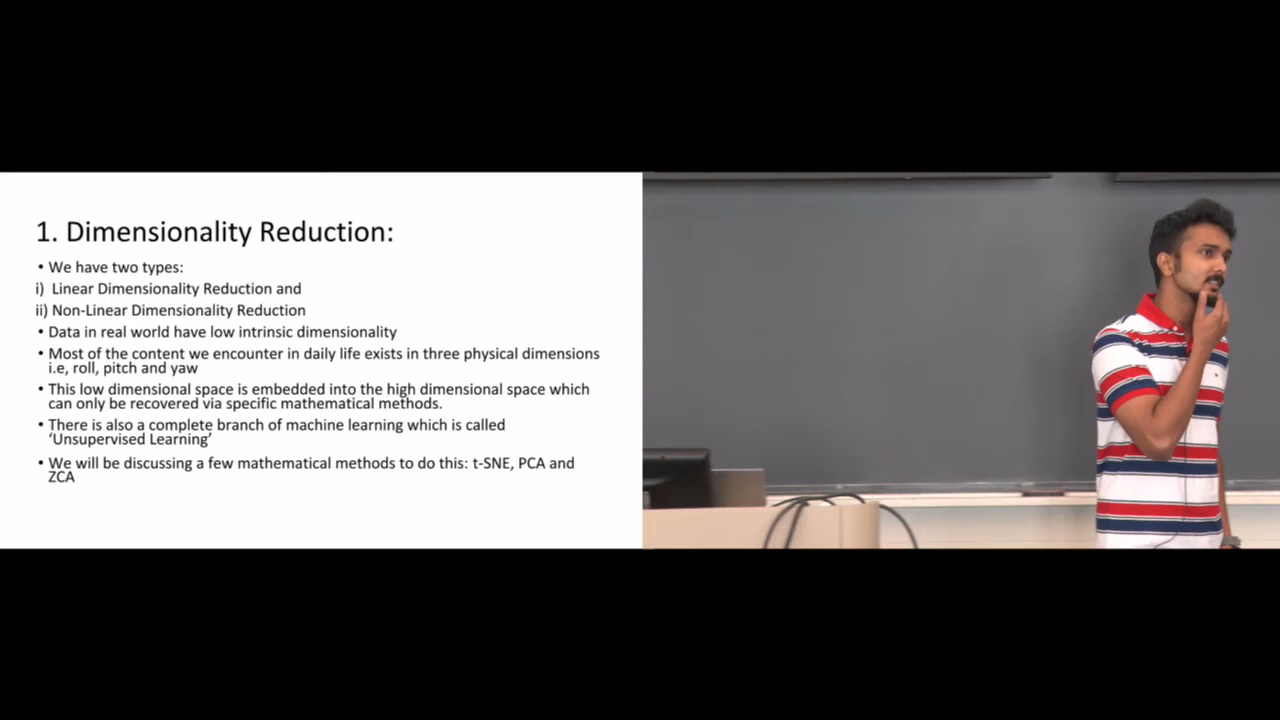 1. Dimensionality Reduction:
• We have two types:
i) Linear Dimensionality Reduction and
ii) Non-Linear Dimensionality Reduction
• Data in real world have low intrinsic dimensionality
• Most of the content we encounter in daily life exists in three physical dimensions
i.e, roll, pitch and yaw
• This low dimensional space is embedded into the high dimensional space which
can only be recovered via specific mathematical methods.
• There is also a complete branch of machine learning which is called
‘Unsupervised Learning’
• We will be discussing a few mathematical methods to do this: t-SNE, PCA and
ZCA